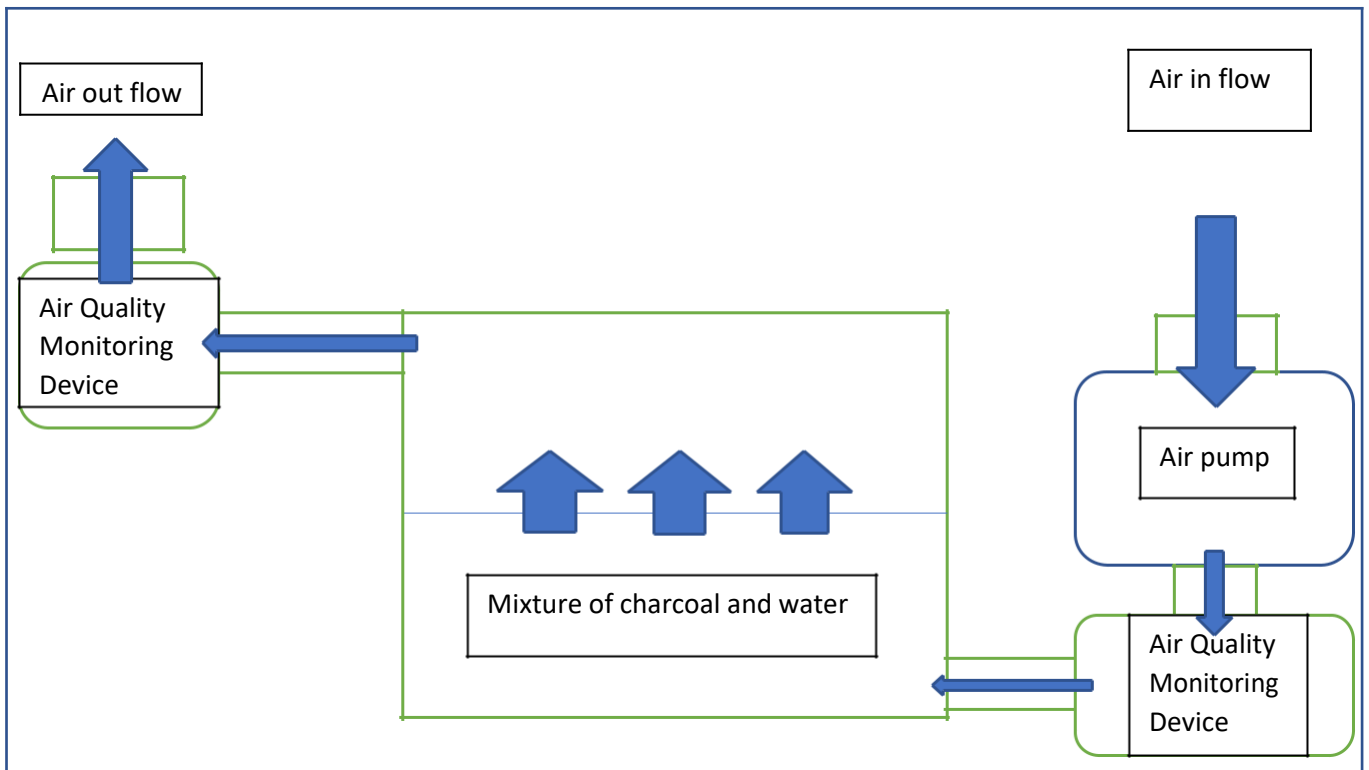 Air out flow
Air in flow
Air Quality
Monitoring
Device
Air pump
Mixture of charcoal and water
Air Quality
Monitoring
Device